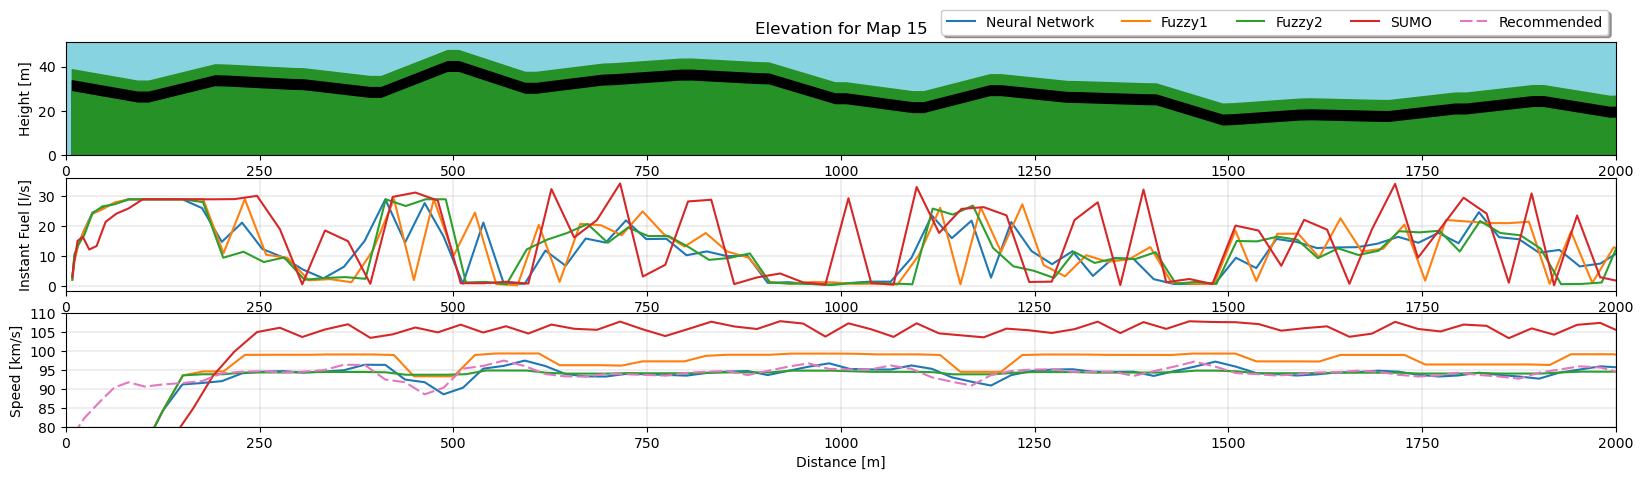 Elevation for Map 15
Neural Network Fuzzy1 Fuzzy2 SUMO Recommended
Height [m]
40
20
0
0 250 500 750 1000 1250 1500 1750 2000
Instant Fuel [l/s]
30
20
10
0
0 250 500 750 1000 1250 1500 1750 2000
Speed [km/s]
110
105
100
95
90
85
80
0 250 500 750 1000 1250 1500 1750 2000
Distance [m]